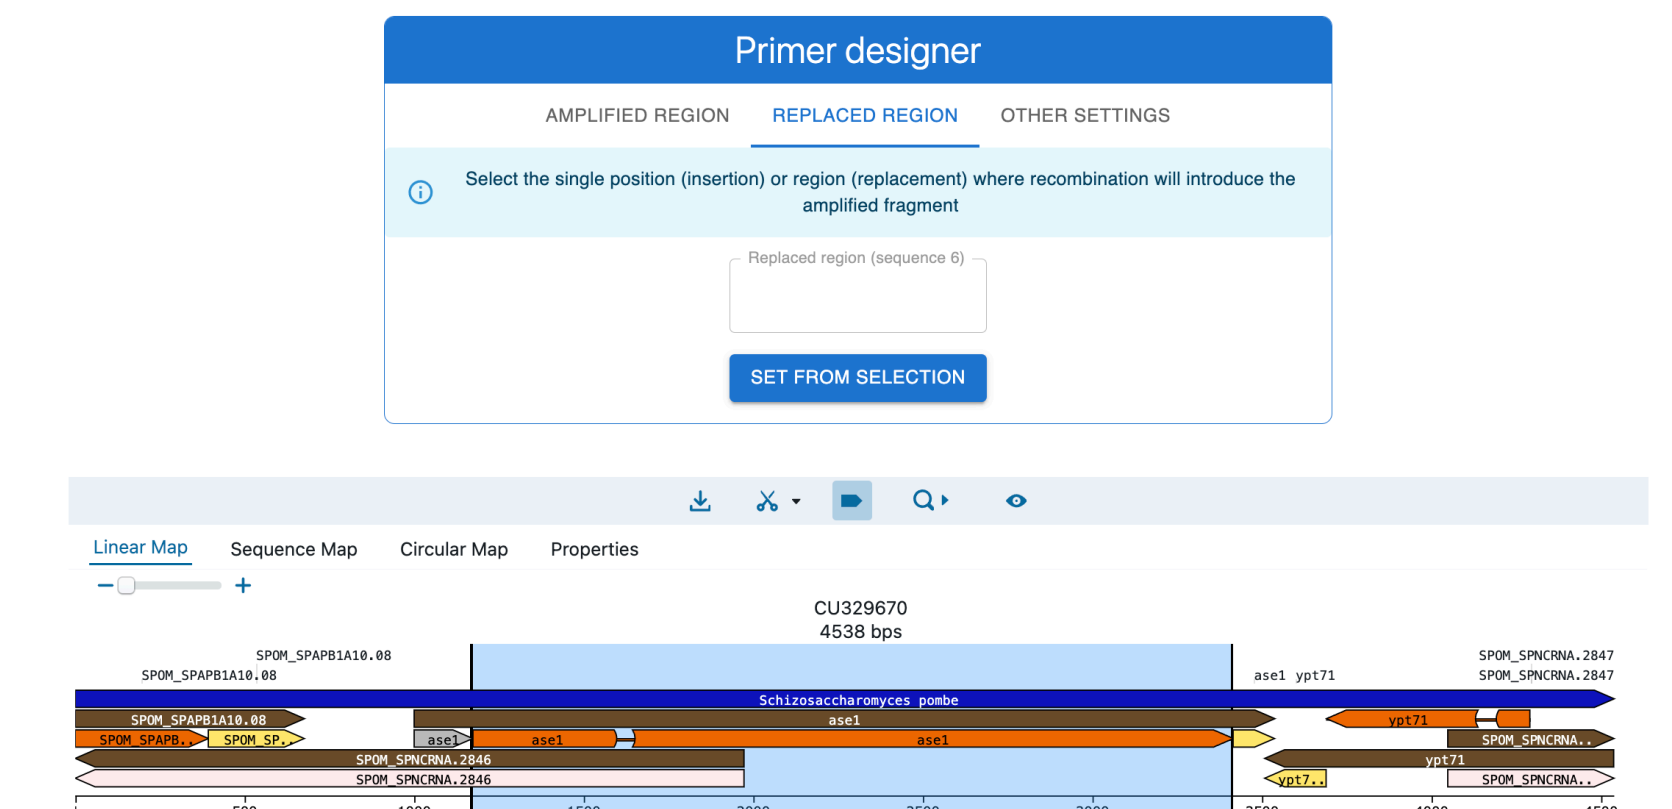 Primer designer
AMPLIFIED REGION REPLACED REGION OTHER SETTINGS
Select the single position (insertion) or region (replacement) where recombination will introduce the
amplified fragment
Replaced region (sequence 6)
SET FROM SELECTION
Linear Map Sequence Map Circular Map Properties
CU329670
4538 bps
SPOM_SPAPB1A10.08 SPOM_SPNCRNA.2847
SPOM_SPAPB1A10.08 ase1 ypt71 SPOM_SPNCRNA.2847
Schizosaccharomyces pombe
SPOM_SPAPB1A10.08 ase1 ypt71
SPOM_SPAPB.. SPOM_SP.. ase1 ase1 ase1 SPOM_SPNCRNA..
SPOM_SPNCRNA.2846 ypt71
SPOM_SPNCRNA.2846 ypt7.. SPOM_SPNCRNA..